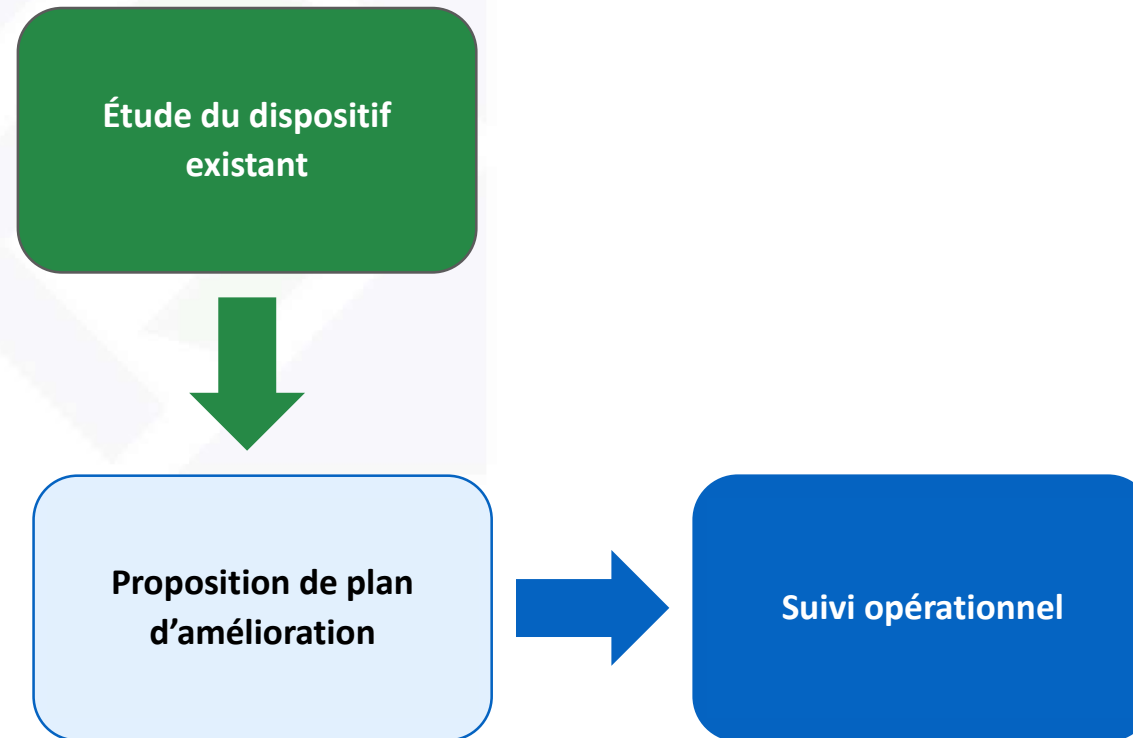 Étude du dispositif
existant
Proposition de plan
d’amélioration
Suivi opérationnel